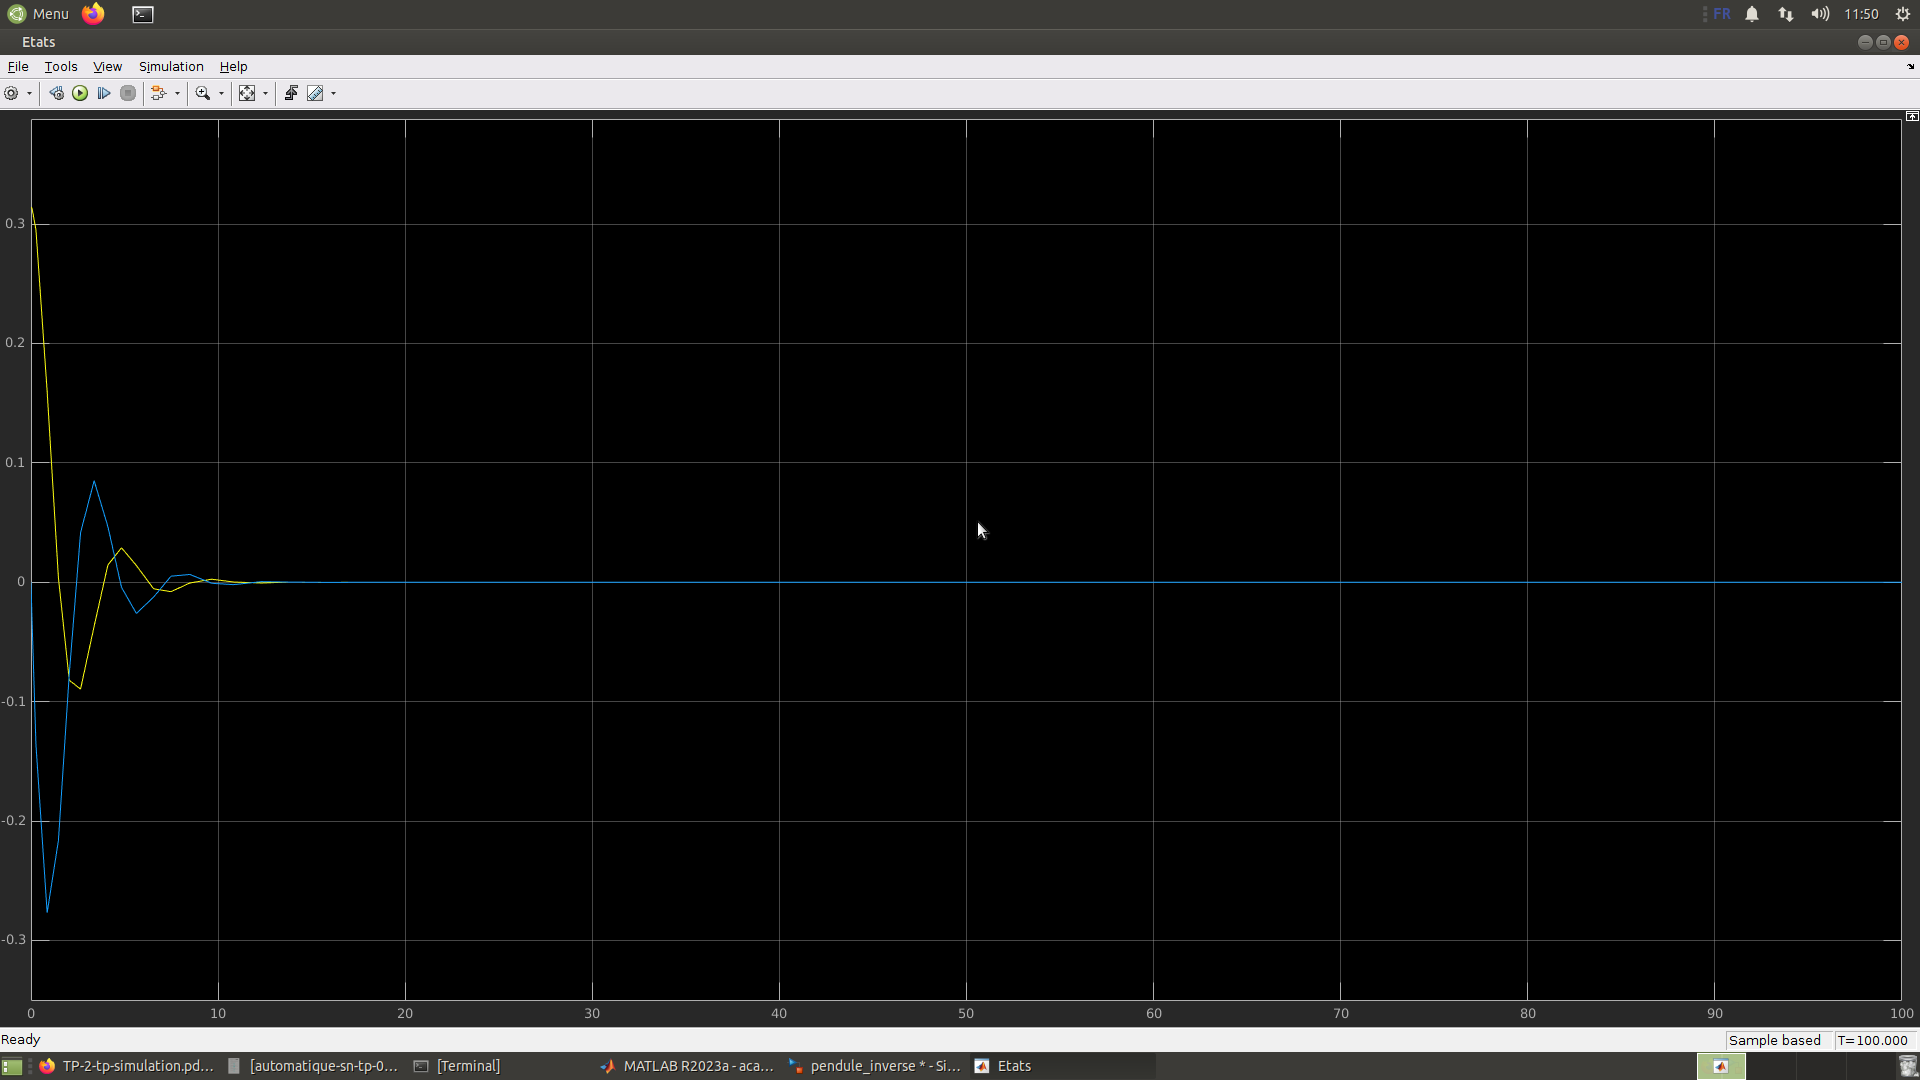 Menu
FR
11:50
Etats
File Tools View Simulation Help
0.3
0.2
0.1
0
-0.1
-0.2
-0.3
0 10 20 30 40 50 60 70 80 90 100
Ready
Sample based
T=100.000
TP-2-tp-simulation.pd...
[automatique-sn-tp-0...
[Terminal]
MATLAB R2023a - aca...
pendule_inverse * - Si...
Etats